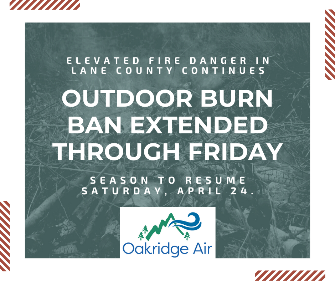 ELEVATED FIRE DANGER IN
LANE COUNTY CONTINUES
OUTDOOR BURN
BAN EXTENDED
THROUGH FRIDAY
SEASON TO RESUME
SATURDAY, APRIL 24.
Oakridge Air